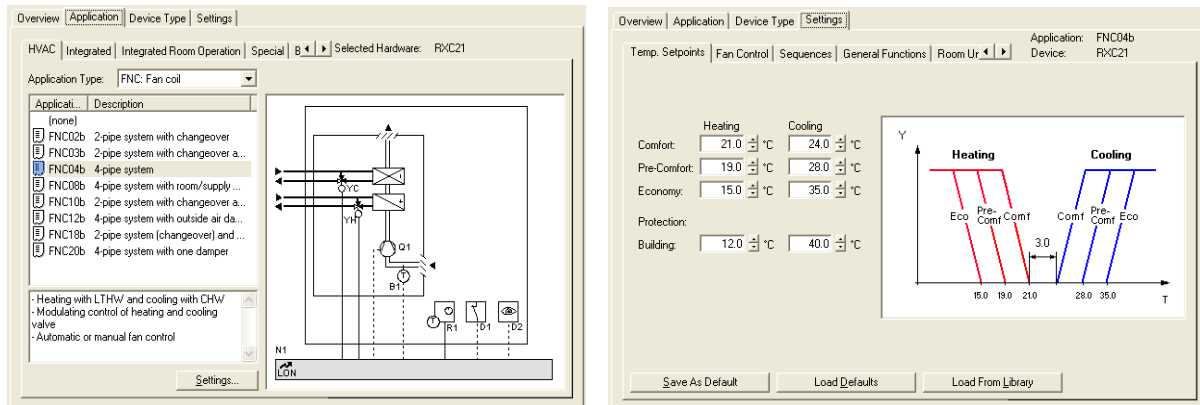 Overview Application Device Type Settings
HVAC Integrated Integrated Room Operation Special B Selected Hardware: RXC21
Application Type: FNC: Fan coil
Applicati... Description
(none)
FNC02b 2-pipe system with changeover
FNC03b 2-pipe system with changeover a...
FNC04b 4-pipe system
FNC08b 4-pipe system with room/supply ...
FNC10b 2-pipe system with changeover a...
FNC12b 4-pipe system with outside air da...
FNC18b 2-pipe system (changeover) and ...
FNC20b 4-pipe system with one damper
- Heating with LTHW and cooling with CHW
- Modulating control of heating and cooling
valve
- Automatic or manual fan control
Settings...
YC
YH
Q1
T
B1
T R1 D1 D2
N1
LON
Overview Application Device Type Settings
Application: FNC04b
Temp. Setpoints Fan Control Sequences General Functions Room Ur Device: RXC21
Heating Cooling
Comfort: 21.0 °C 24.0 °C
Pre-Comfort: 19.0 °C 28.0 °C
Economy: 15.0 °C 35.0 °C
Protection:
Building: 12.0 °C 40.0 °C
Y
Heating Cooling
Eco Pre-Comf Comf Comf Pre-Comf Eco
3.0
15.0 19.0 21.0 28.0 35.0
T
Save As Default Load Defaults Load From Library